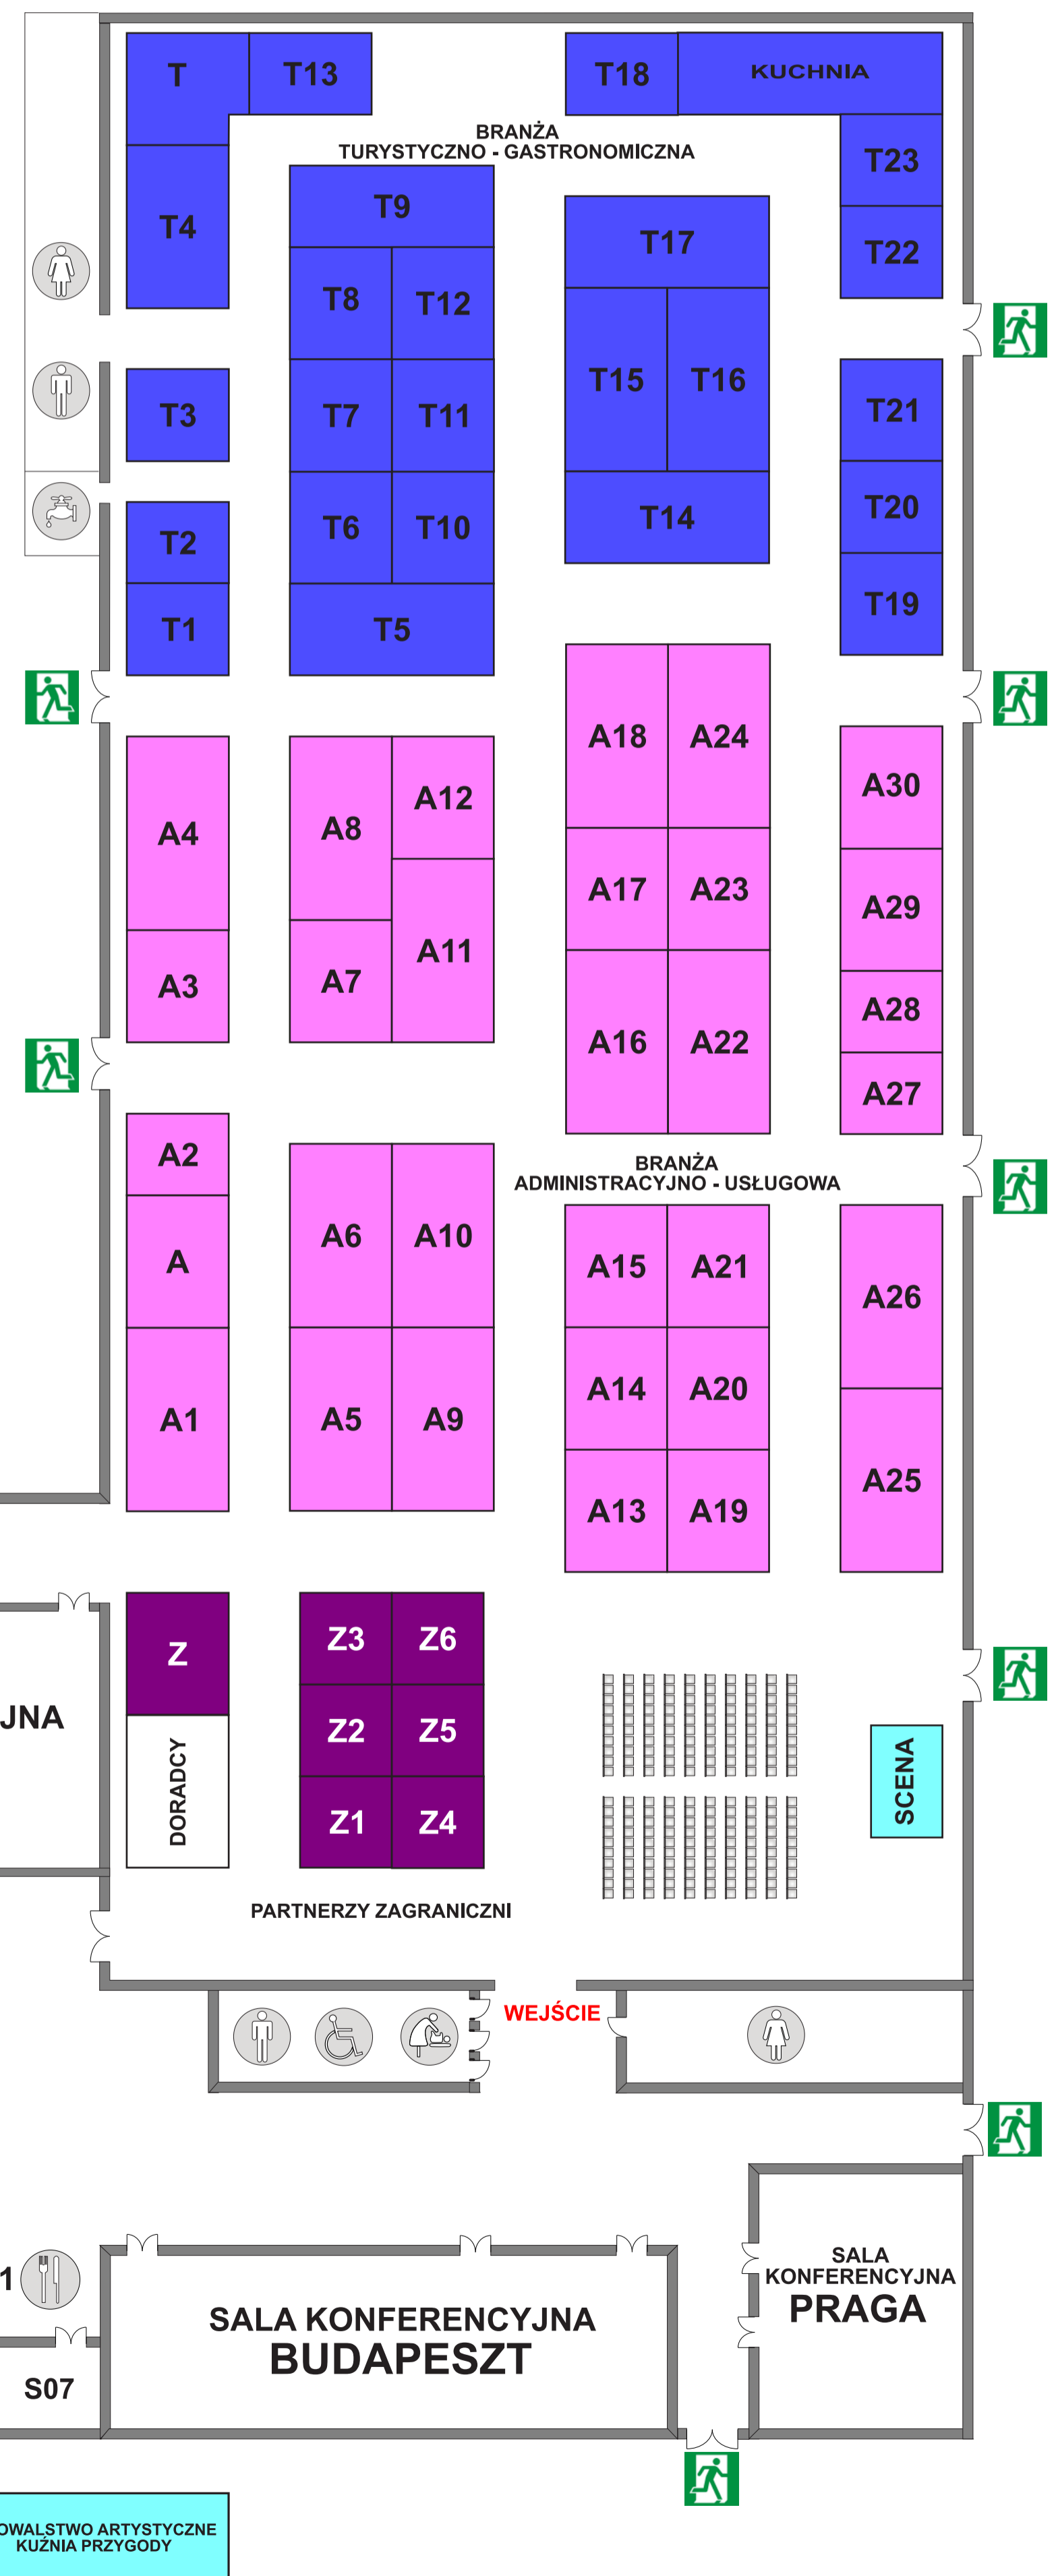 T
T13
T18
KUCHNIA
BRANŻA
TURYSTYCZNO - GASTRONOMICZNA
T23
T9
T4
T17
T22
T8
T12
T15
T16
T3
T7
T11
T21
T20
T14
T2
T6
T10
T19
T1
T5
A18
A24
A30
A12
A4
A8
A17
A23
A29
A11
A3
A7
A28
A16
A22
A27
A2
BRANŻA
ADMINISTRACYJNO - USŁUGOWA
A6
A10
A
A15
A21
A26
A14
A20
A1
A5
A9
A25
A13
A19
Z
Z3
Z6
JNA
Z2
Z5
DORADCY
SCENA
Z1
Z4
PARTNERZY ZAGRANICZNI
WEJŚCIE
SALA
KONFERENCYJNA
PRAGA
1
SALA KONFERENCYJNA
BUDAPESZT
S07
OWALSTWO ARTYSTYCZNE
KUŹNIA PRZYGODY